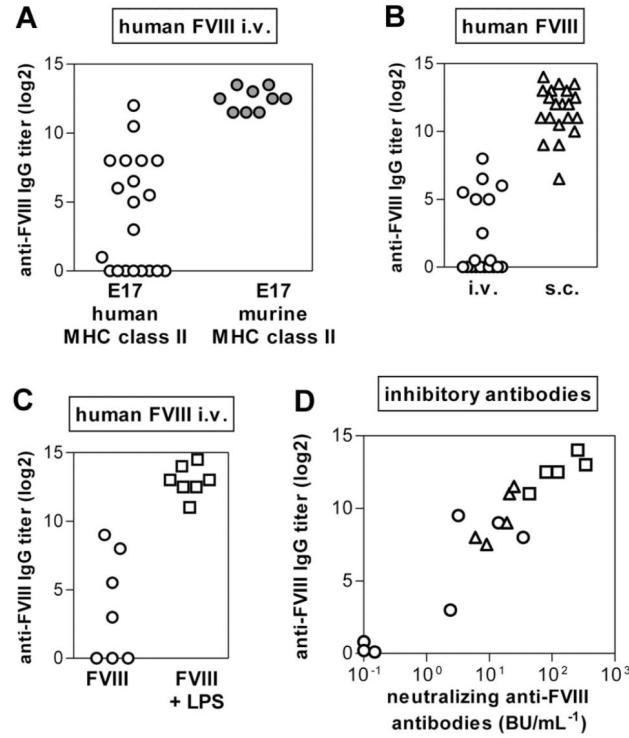 A
human FVIII i.v.
anti-FVIII IgG titer (log2)
15
10
5
0
E17
human
MHC class II
E17
murine
MHC class II
B
human FVIII
anti-FVIII IgG titer (log2)
15
10
5
0
i.v.
s.c.
C
human FVIII i.v.
anti-FVIII IgG titer (log2)
15
10
5
0
FVIII
FVIII
+ LPS
D
inhibitory antibodies
anti-FVIII IgG titer (log2)
15
10
5
0
10⁻¹ 10⁰ 10¹ 10² 10³
neutralizing anti-FVIII
antibodies (BU/mL⁻¹)